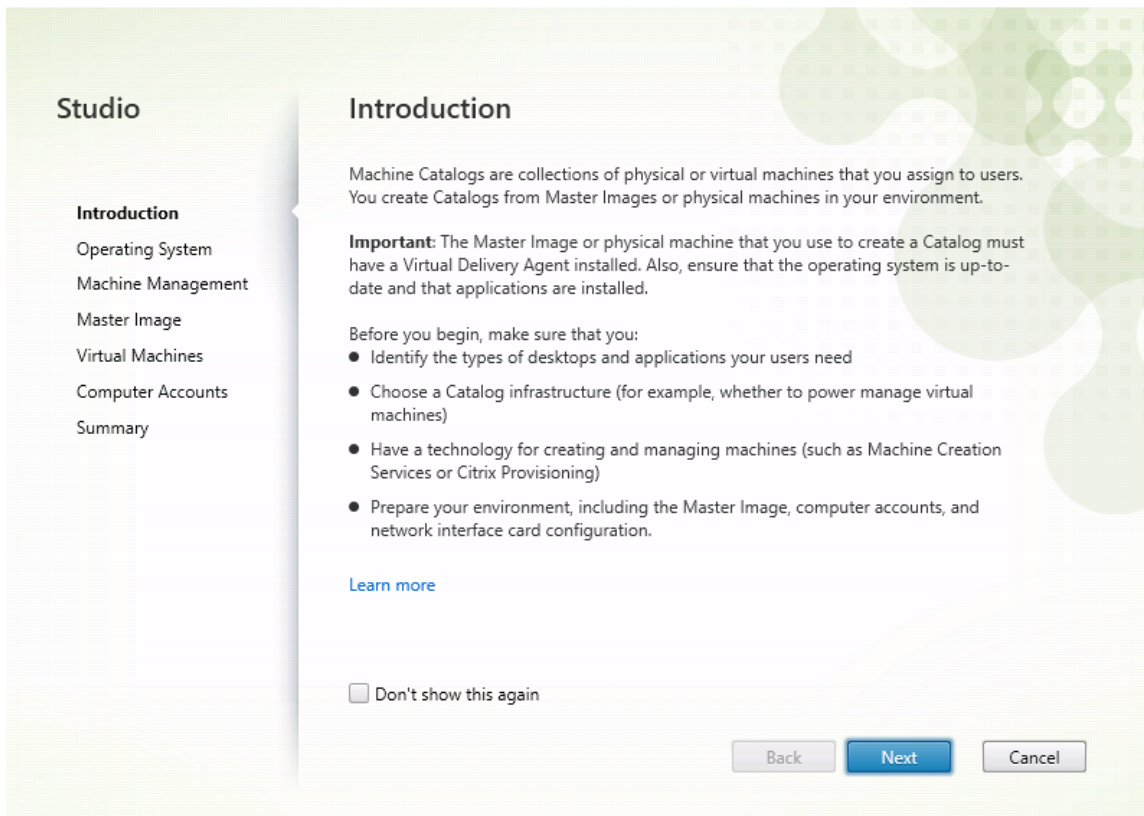 Studio
Introduction
Operating System
Machine Management
Master Image
Virtual Machines
Computer Accounts
Summary
Introduction
Machine Catalogs are collections of physical or virtual machines that you assign to users.
You create Catalogs from Master Images or physical machines in your environment.
Important: The Master Image or physical machine that you use to create a Catalog must
have a Virtual Delivery Agent installed. Also, ensure that the operating system is up-to-
date and that applications are installed.
Before you begin, make sure that you:
● Identify the types of desktops and applications your users need
● Choose a Catalog infrastructure (for example, whether to power manage virtual
machines)
● Have a technology for creating and managing machines (such as Machine Creation
Services or Citrix Provisioning)
● Prepare your environment, including the Master Image, computer accounts, and
network interface card configuration.
Learn more
Don't show this again
Back Next Cancel